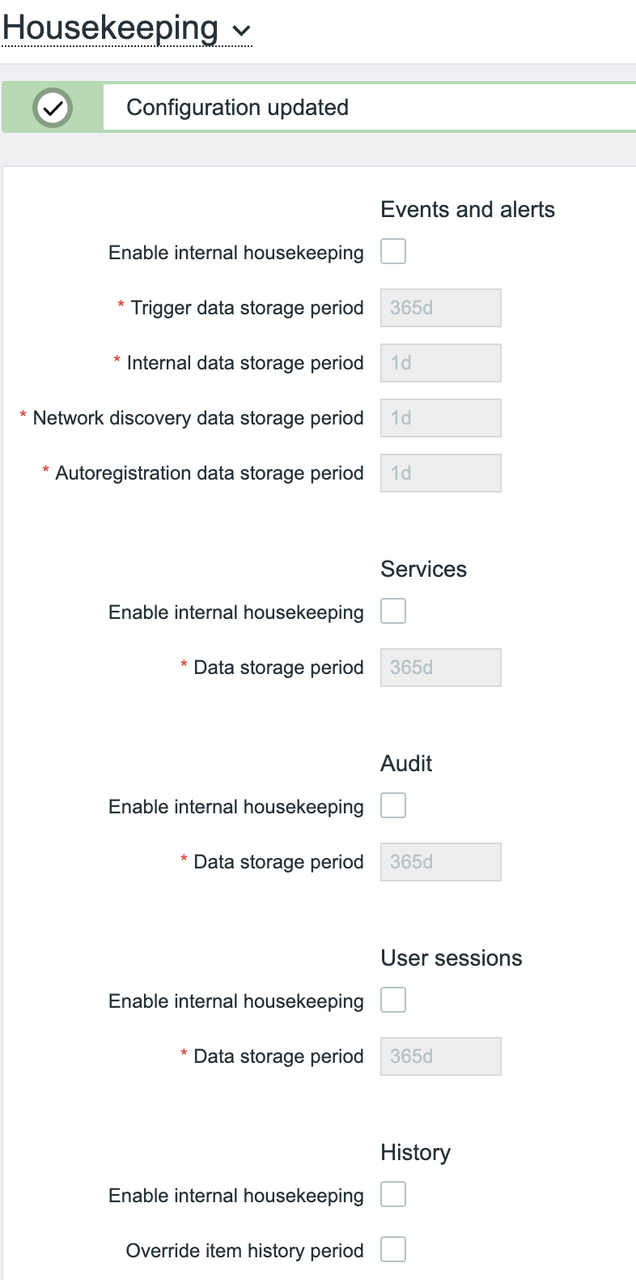 Housekeeping
Configuration updated
Events and alerts
Enable internal housekeeping
* Trigger data storage period 365d
* Internal data storage period 1d
* Network discovery data storage period 1d
* Autoregistration data storage period 1d
Services
Enable internal housekeeping
* Data storage period 365d
Audit
Enable internal housekeeping
* Data storage period 365d
User sessions
Enable internal housekeeping
* Data storage period 365d
History
Enable internal housekeeping
Override item history period